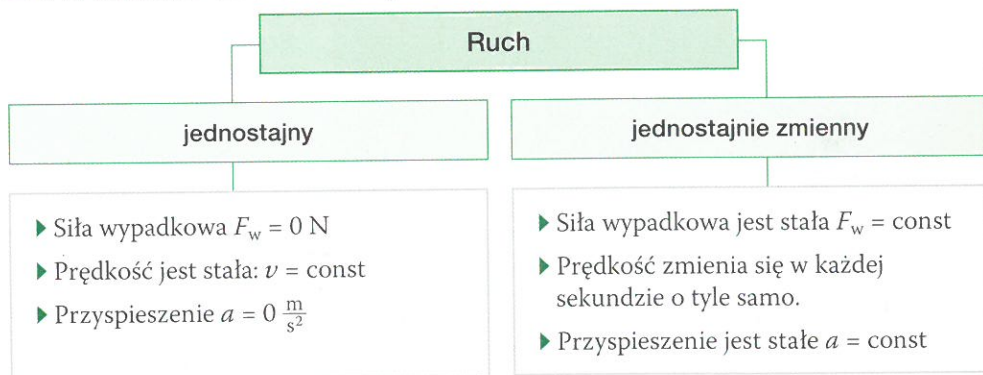 Ruch
jednostajny
▶ Siła wypadkowa F_w = 0 N
▶ Prędkość jest stała: v = const
▶ Przyspieszenie a = 0 m/s²
jednostajnie zmienny
▶ Siła wypadkowa jest stała F_w = const
▶ Prędkość zmienia się w każdej
sekundzie o tyle samo.
▶ Przyspieszenie jest stałe a = const